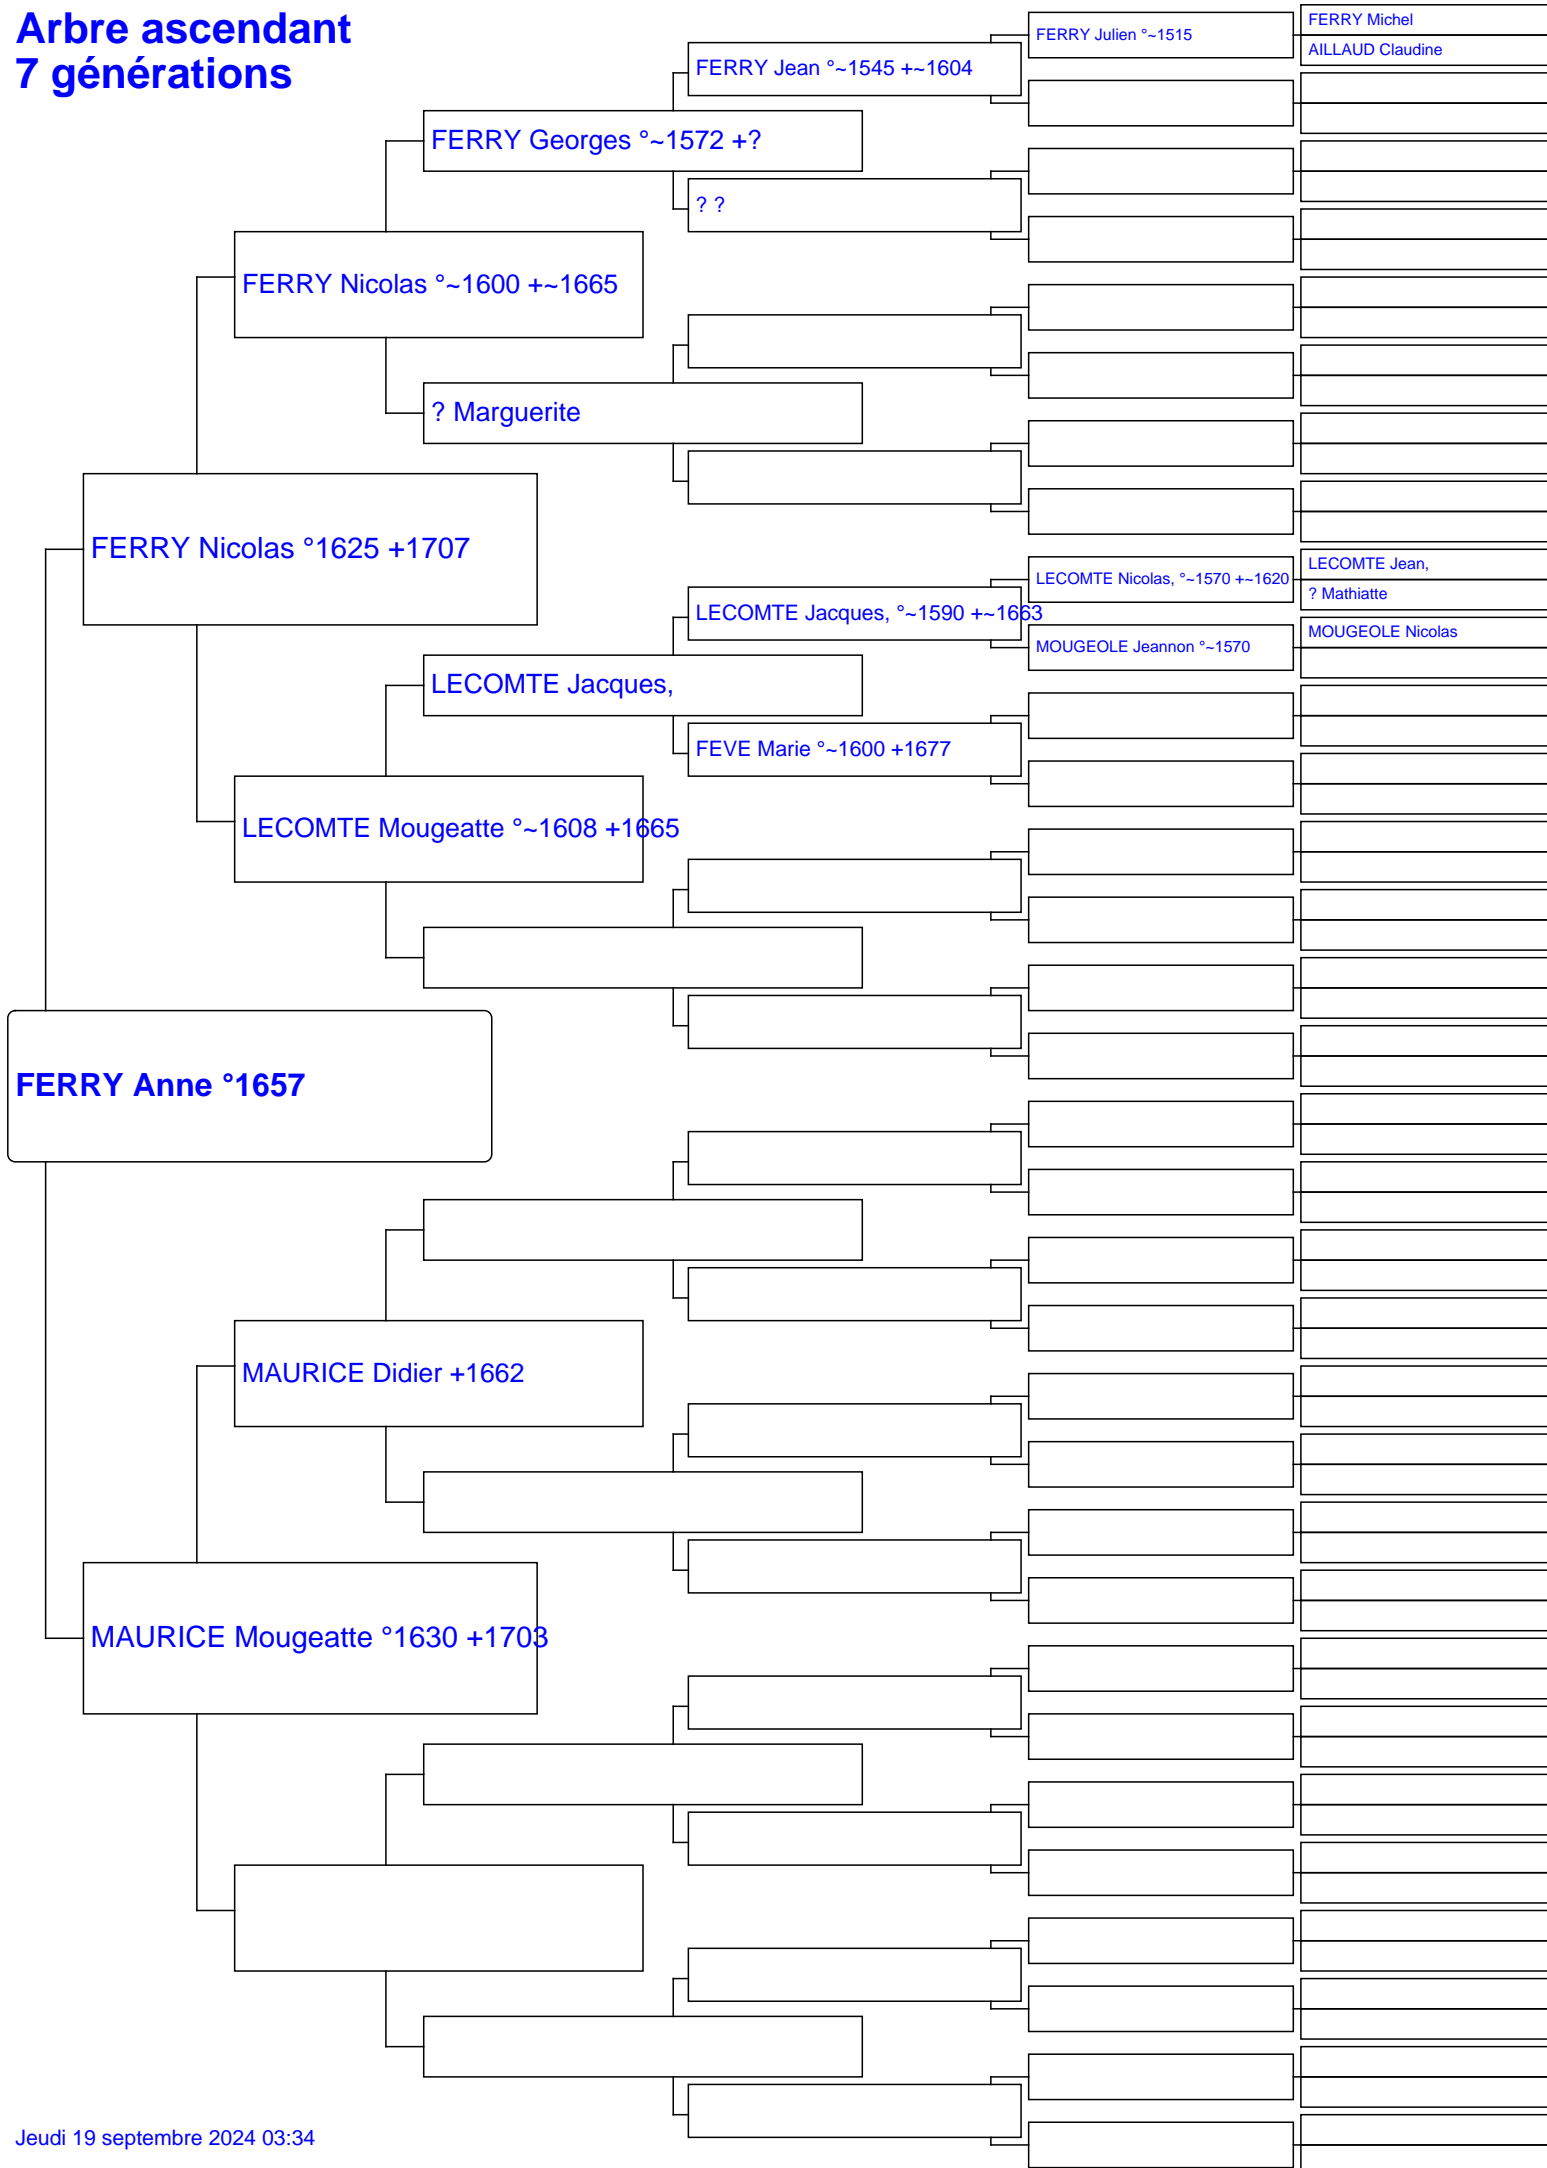 Arbre ascendant
7 générations
FERRY Michel
FERRY Julien °~1515
AILLAUD Claudine
FERRY Jean °~1545 +~1604
FERRY Georges °~1572 +?
? ?
FERRY Nicolas °~1600 +~1665
? Marguerite
FERRY Nicolas °1625 +1707
LECOMTE Jean,
LECOMTE Nicolas, °~1570 +~1620
? Mathiatte
LECOMTE Jacques, °~1590 +~1663
MOUGEOLE Nicolas
MOUGEOLE Jeannon °~1570
LECOMTE Jacques,
FEVE Marie °~1600 +1677
LECOMTE Mougeatte °~1608 +1665
FERRY Anne °1657
MAURICE Didier +1662
MAURICE Mougeatte °1630 +1703
Jeudi 19 septembre 2024 03:34